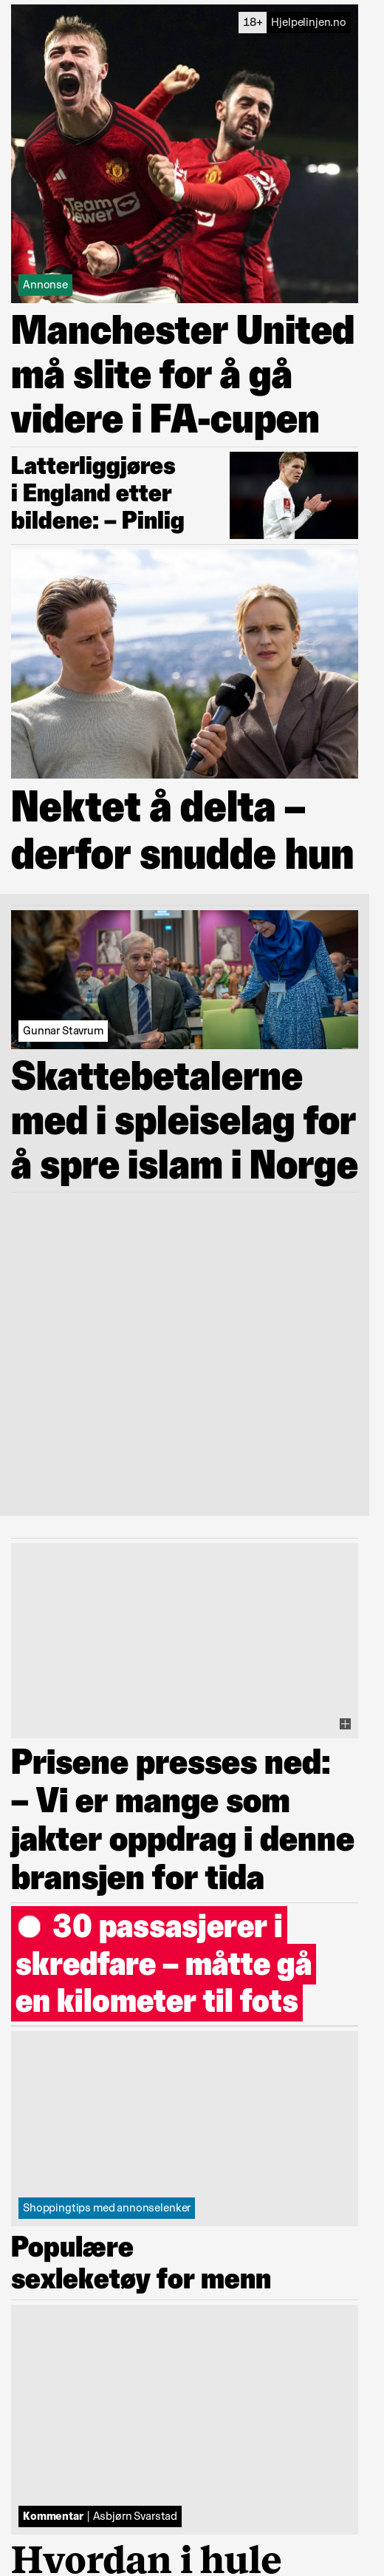 18+ Hjelpelinjen.no
Team
Viewer
Annonse
Manchester United
må slite for å gå
videre i FA-cupen
Latterliggjøres
i England etter
bildene: – Pinlig
Nektet å delta –
derfor snudde hun
Gunnar Stavrum
Skattebetalerne
med i spleiselag for
å spre islam i Norge
Prisene presses ned:
– Vi er mange som
jakter oppdrag i denne
bransjen for tida
30 passasjerer i
skredfare – måtte gå
en kilometer til fots
Shoppingtips med annonselenker
Populære
sexleketøy for menn
Kommentar | Asbjørn Svarstad
Hvordan i hule